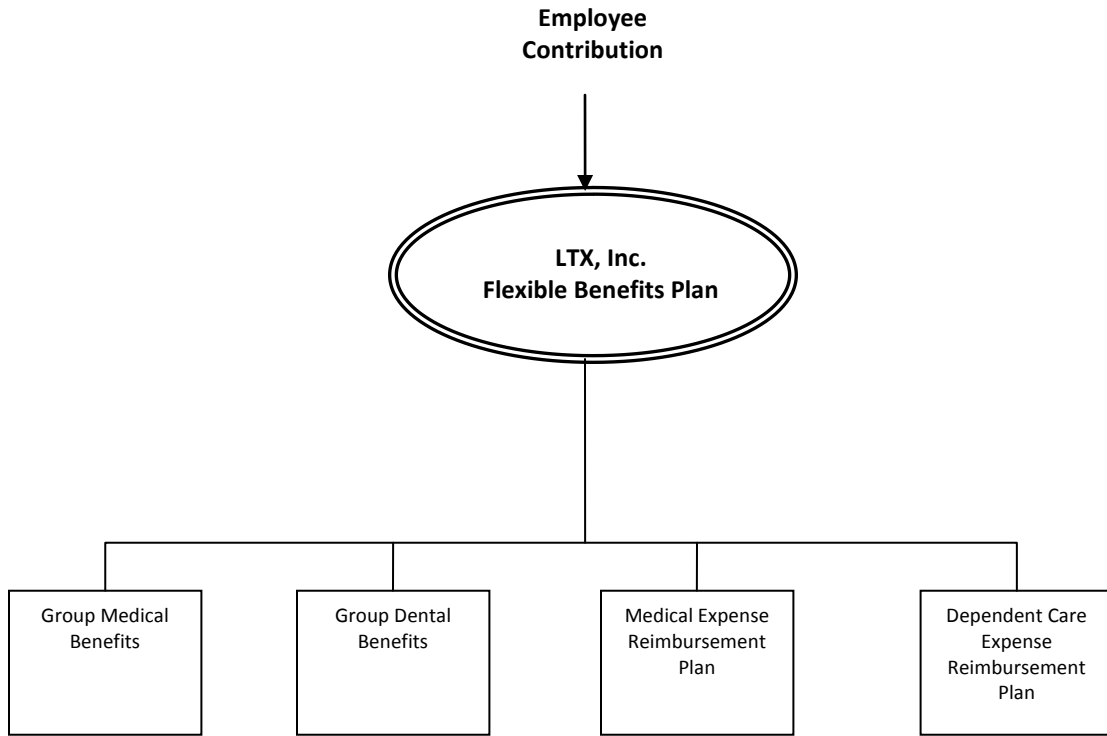 Employee
Contribution
LTX, Inc.
Flexible Benefits Plan
Group Medical
Benefits
Group Dental
Benefits
Medical Expense
Reimbursement
Plan
Dependent Care
Expense
Reimbursement
Plan